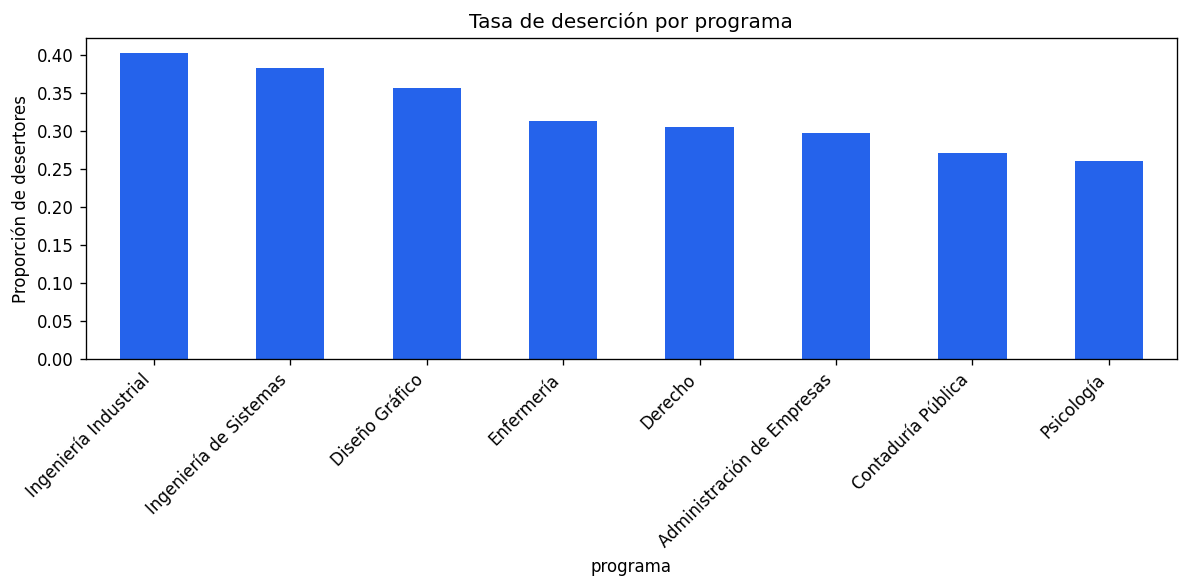 Tasa de deserción por programa
Proporción de desertores
0.40
0.35
0.30
0.25
0.20
0.15
0.10
0.05
0.00
Ingeniería Industrial
Ingeniería de Sistemas
Diseño Gráfico
Enfermería
Derecho
Administración de Empresas
Contaduría Pública
Psicología
programa